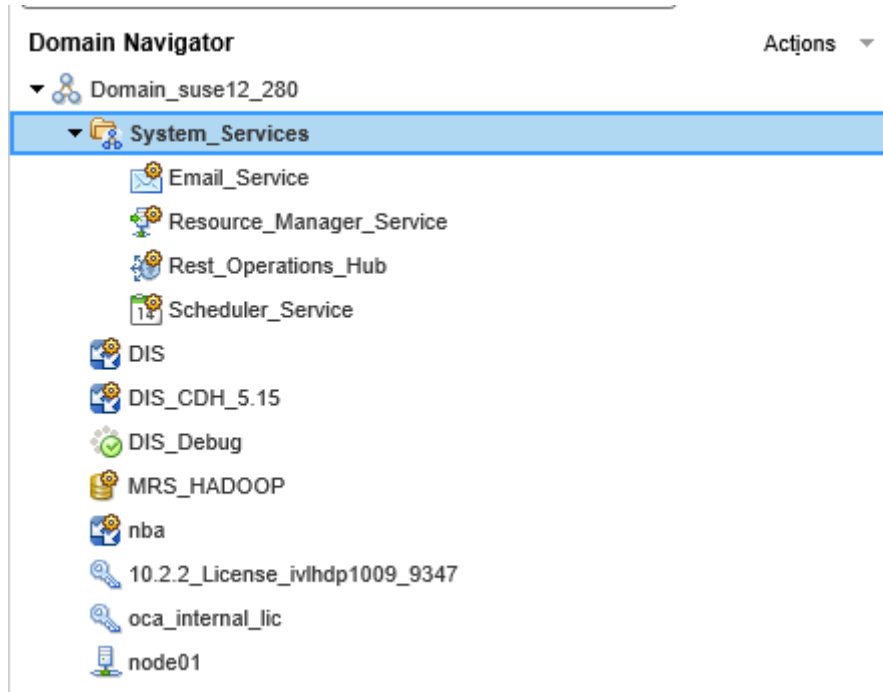 Domain Navigator Actions
Domain_suse12_280
System_Services
Email_Service
Resource_Manager_Service
Rest_Operations_Hub
14 Scheduler_Service
DIS
DIS_CDH_5.15
DIS_Debug
MRS_HADOOP
nba
10.2.2_License_ivlhdp1009_9347
oca_internal_lic
node01